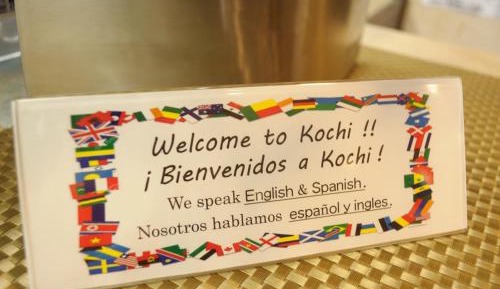 Welcome to Kochi !!
¡ Bienvenidos a Kochi !
We speak English & Spanish.
Nosotros hablamos español y ingles.